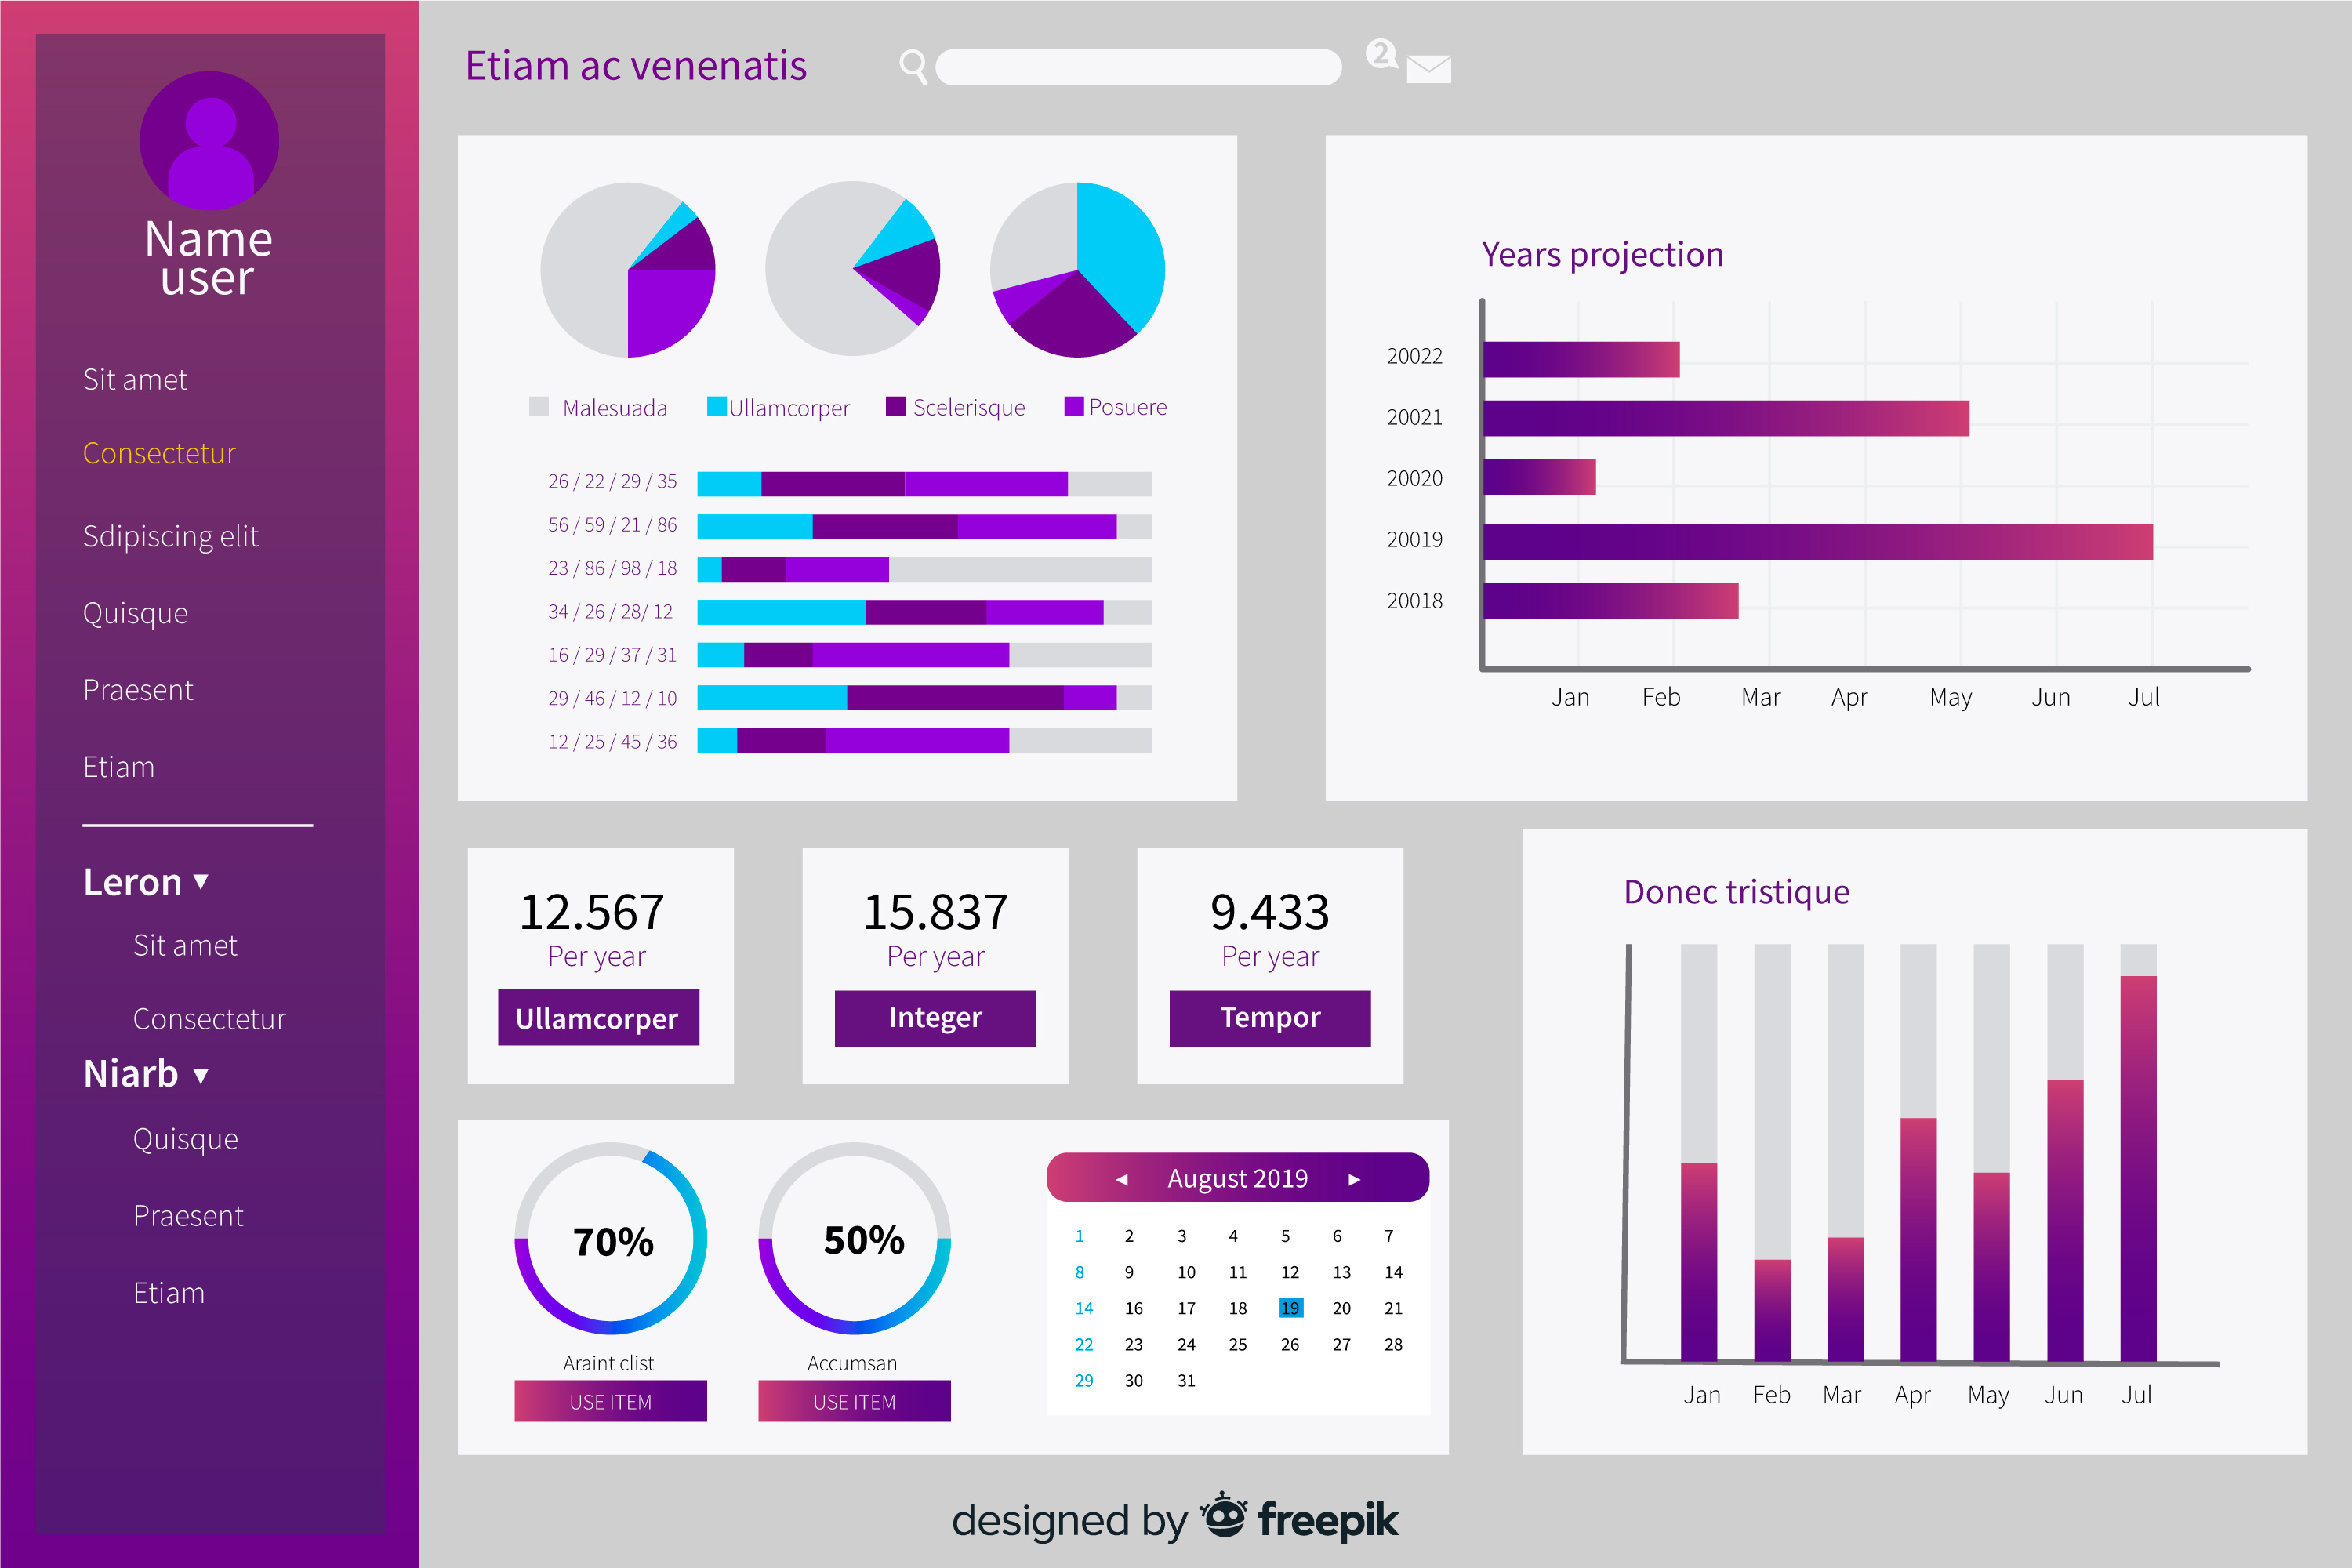 Name
user
Sit amet
Consectetur
Sdipiscing elit
Quisque
Praesent
Etiam
Leron ▼
Sit amet
Consectetur
Niarb ▼
Quisque
Praesent
Etiam
Etiam ac venenatis
2
Malesuada Ullamcorper Scelerisque Posuere
26 / 22 / 29 / 35
56 / 59 / 21 / 86
23 / 86 / 98 / 18
34 / 26 / 28/ 12
16 / 29 / 37 / 31
29 / 46 / 12 / 10
12 / 25 / 45 / 36
Years projection
20022
20021
20020
20019
20018
Jan Feb Mar Apr May Jun Jul
12.567
Per year
Ullamcorper
15.837
Per year
Integer
9.433
Per year
Tempor
Donec tristique
Jan Feb Mar Apr May Jun Jul
70%
Araint clist
USE ITEM
50%
Accumsan
USE ITEM
◄ August 2019 ►
1 2 3 4 5 6 7
8 9 10 11 12 13 14
14 16 17 18 19 20 21
22 23 24 25 26 27 28
29 30 31
designed by freepik